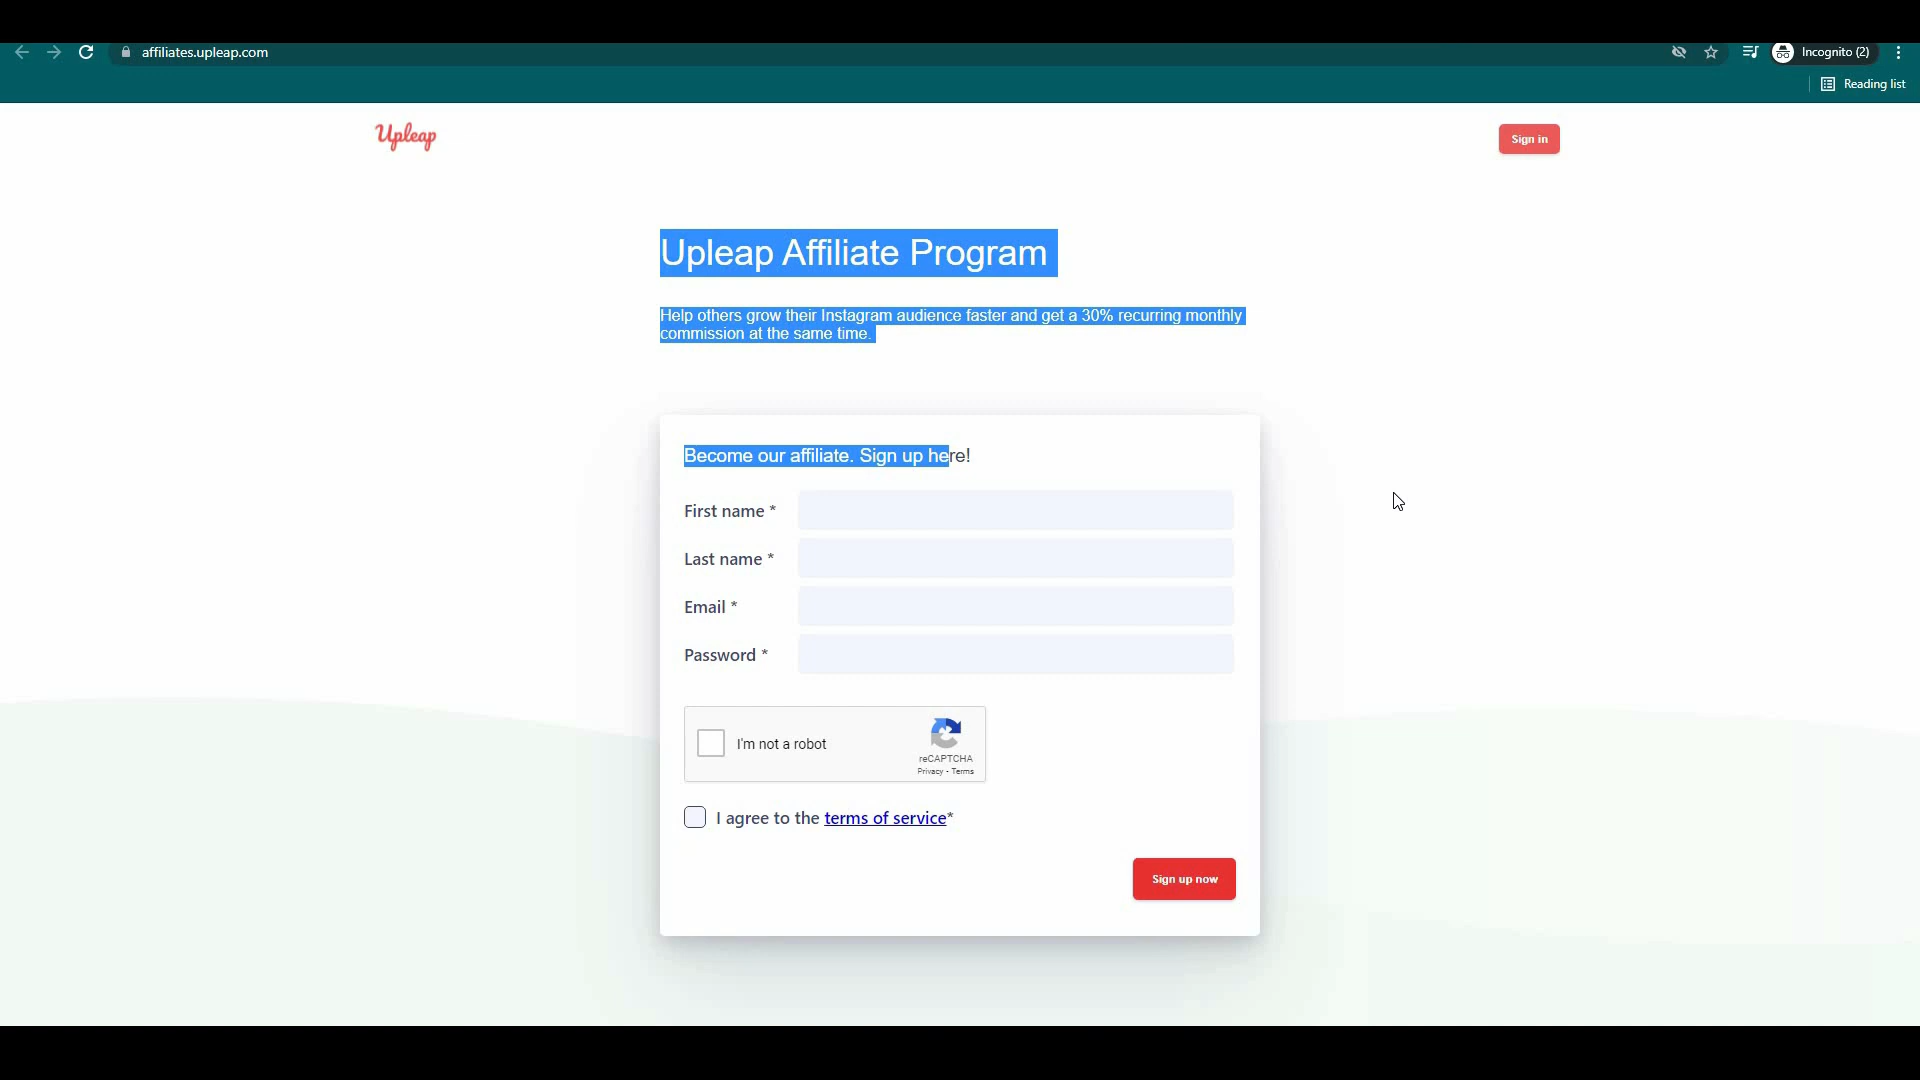 affiliates.upleap.com
Incognito (2)
Reading list
Upleap
Sign in
Upleap Affiliate Program
Help others grow their Instagram audience faster and get a 30% recurring monthly
commission at the same time.
Become our affiliate. Sign up here!
First name *
Last name *
Email *
Password *
I'm not a robot
reCAPTCHA
Privacy - Terms
I agree to the terms of service*
Sign up now